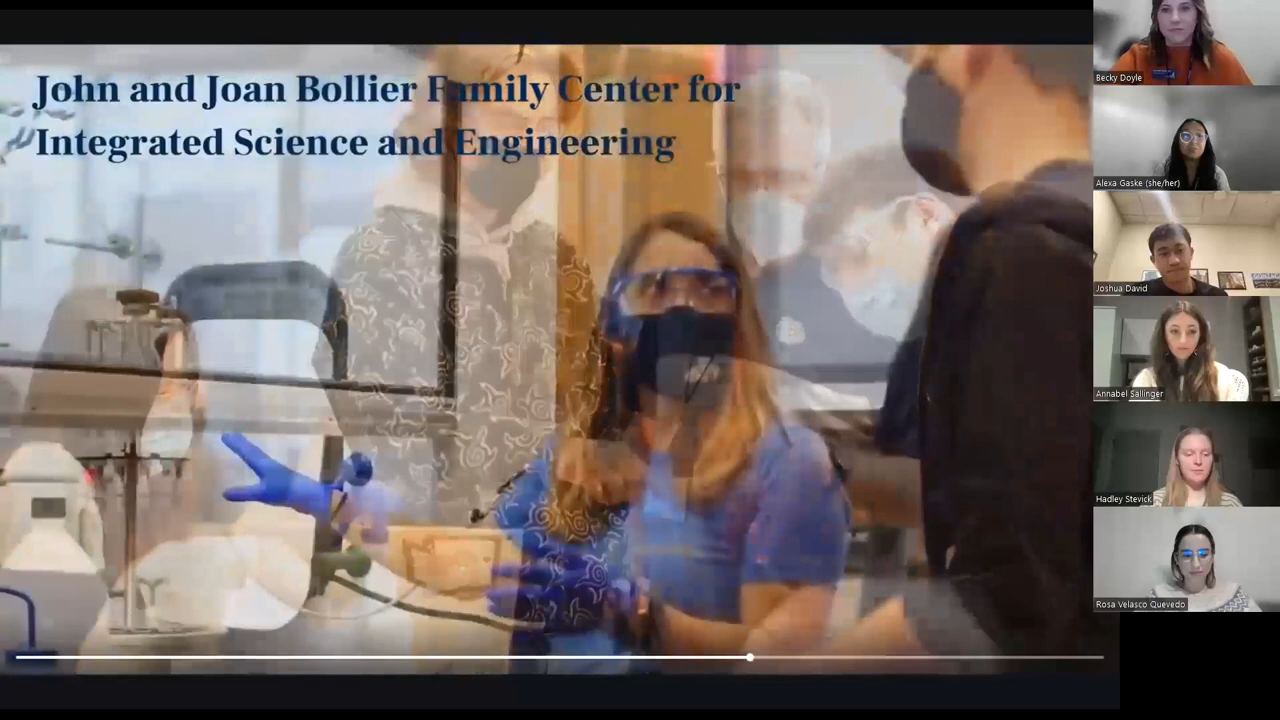 John and Joan Bollier Family Center for
Integrated Science and Engineering
Becky Doyle
Alexa Gaske (she/her)
Joshua David
Annabel Sallinger
Hadley Stevick
Rosa Velasco Quevedo